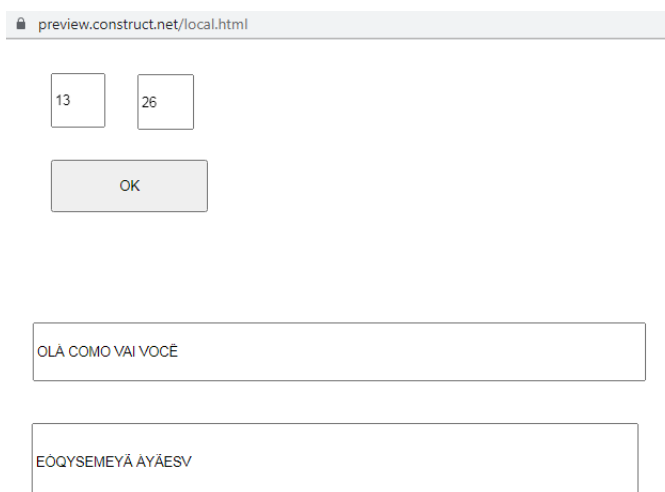 preview.construct.net/local.html
13 26
OK
OLÀ COMO VAI VOCÊ
EÒQYSEMEYÃ ÀYÃESV